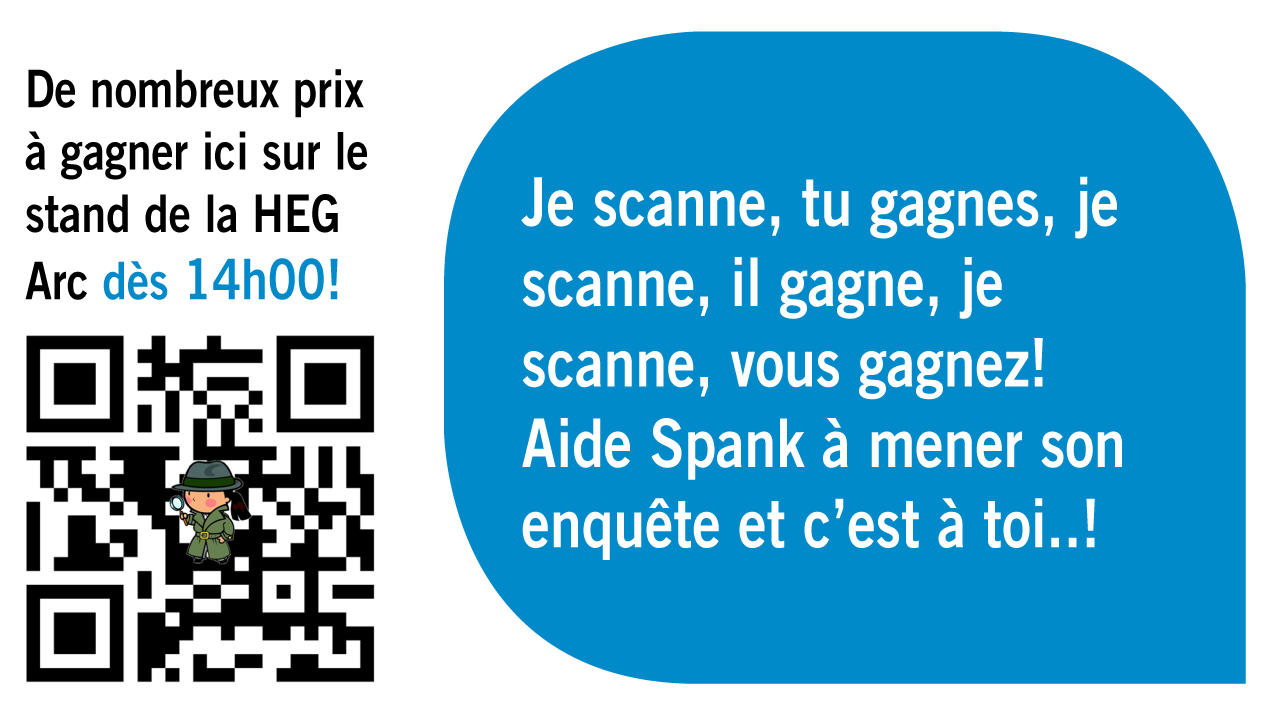 De nombreux prix
à gagner ici sur le
stand de la HEG
Arc dès 14h00!
Je scanne, tu gagnes, je
scanne, il gagne, je
scanne, vous gagnez!
Aide Spank à mener son
enquête et c’est à toi..!